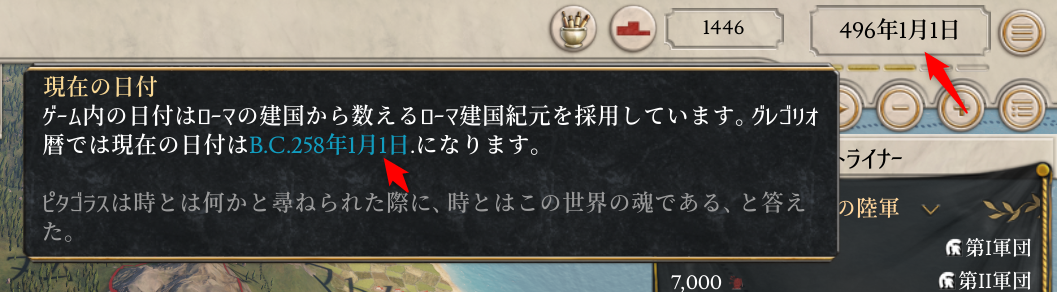 1446
496年1月1日
現在の日付
ゲーム内の日付はローマの建国から数えるローマ建国紀元を採用しています。グレゴリオ
暦では現在の日付はB.C.258年1月1日.になります。
ピタゴラスは時とは何かと尋ねられた際に、時とはこの世界の魂である、と答え
た。
トライナー
の陸軍
第I軍団
7,000
第II軍団